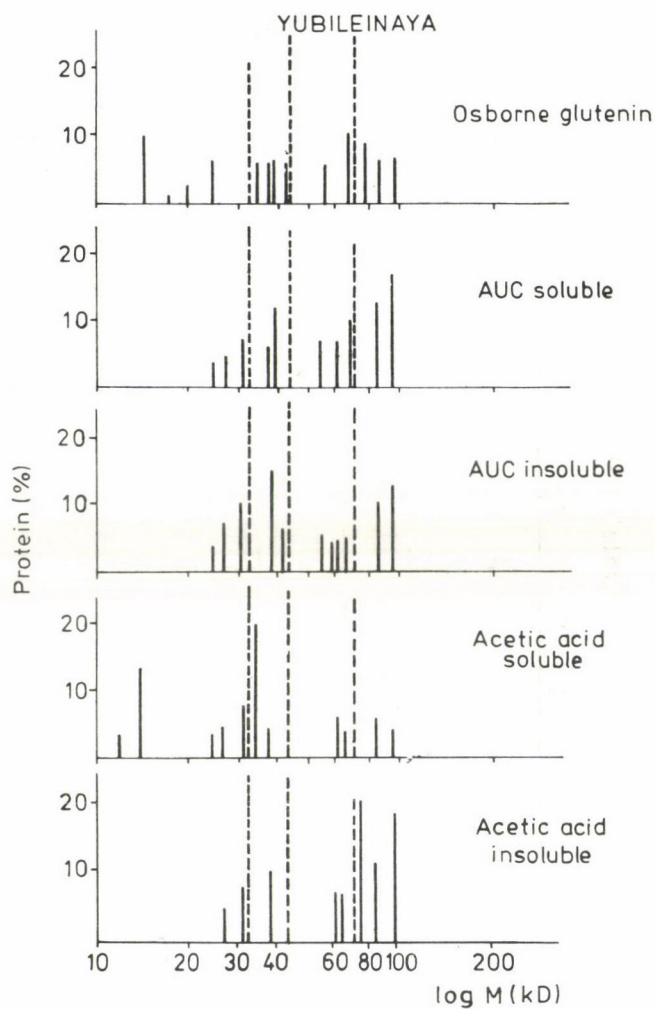 YUBILEINAYA
20
10
Osborne glutenin
20
10
AUC soluble
20
10
AUC insoluble
Protein (%)
20
10
Acetic acid
soluble
20
10
Acetic acid
insoluble
10 20 30 40 60 80 100 200
log M (kD)